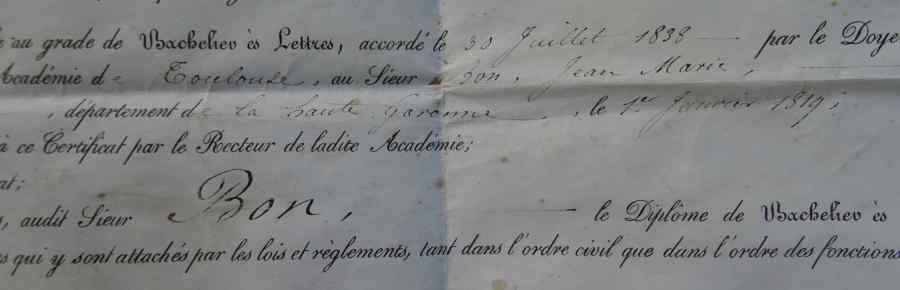 au grade de Bachelier ès Lettres, accordé le 30 Juillet 1838 — par le Doye
Académie de Toulouse, au Sieur Bon, Jean Marie,
, département de la haute garonne, le 1er Janvier 1819;
à ce Certificat par le Recteur de ladite Académie;
at;
, audit Sieur Bon, — le Diplôme de Bachelier ès
s qui y sont attachés par les lois et règlements, tant dans l'ordre civil que dans l'ordre des fonctions